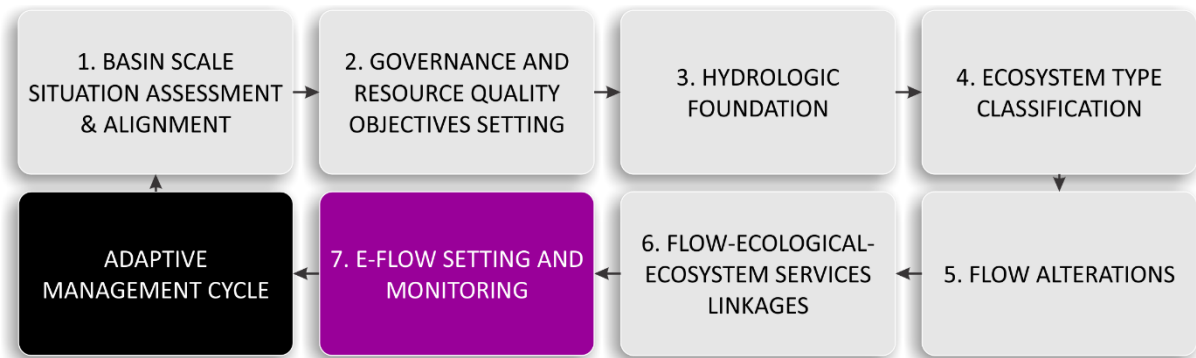 1. BASIN SCALE
SITUATION ASSESSMENT
& ALIGNMENT
2. GOVERNANCE AND
RESOURCE QUALITY
OBJECTIVES SETTING
3. HYDROLOGIC
FOUNDATION
4. ECOSYSTEM TYPE
CLASSIFICATION
5. FLOW ALTERATIONS
6. FLOW-ECOLOGICAL-
ECOSYSTEM SERVICES
LINKAGES
7. E-FLOW SETTING AND
MONITORING
ADAPTIVE
MANAGEMENT CYCLE